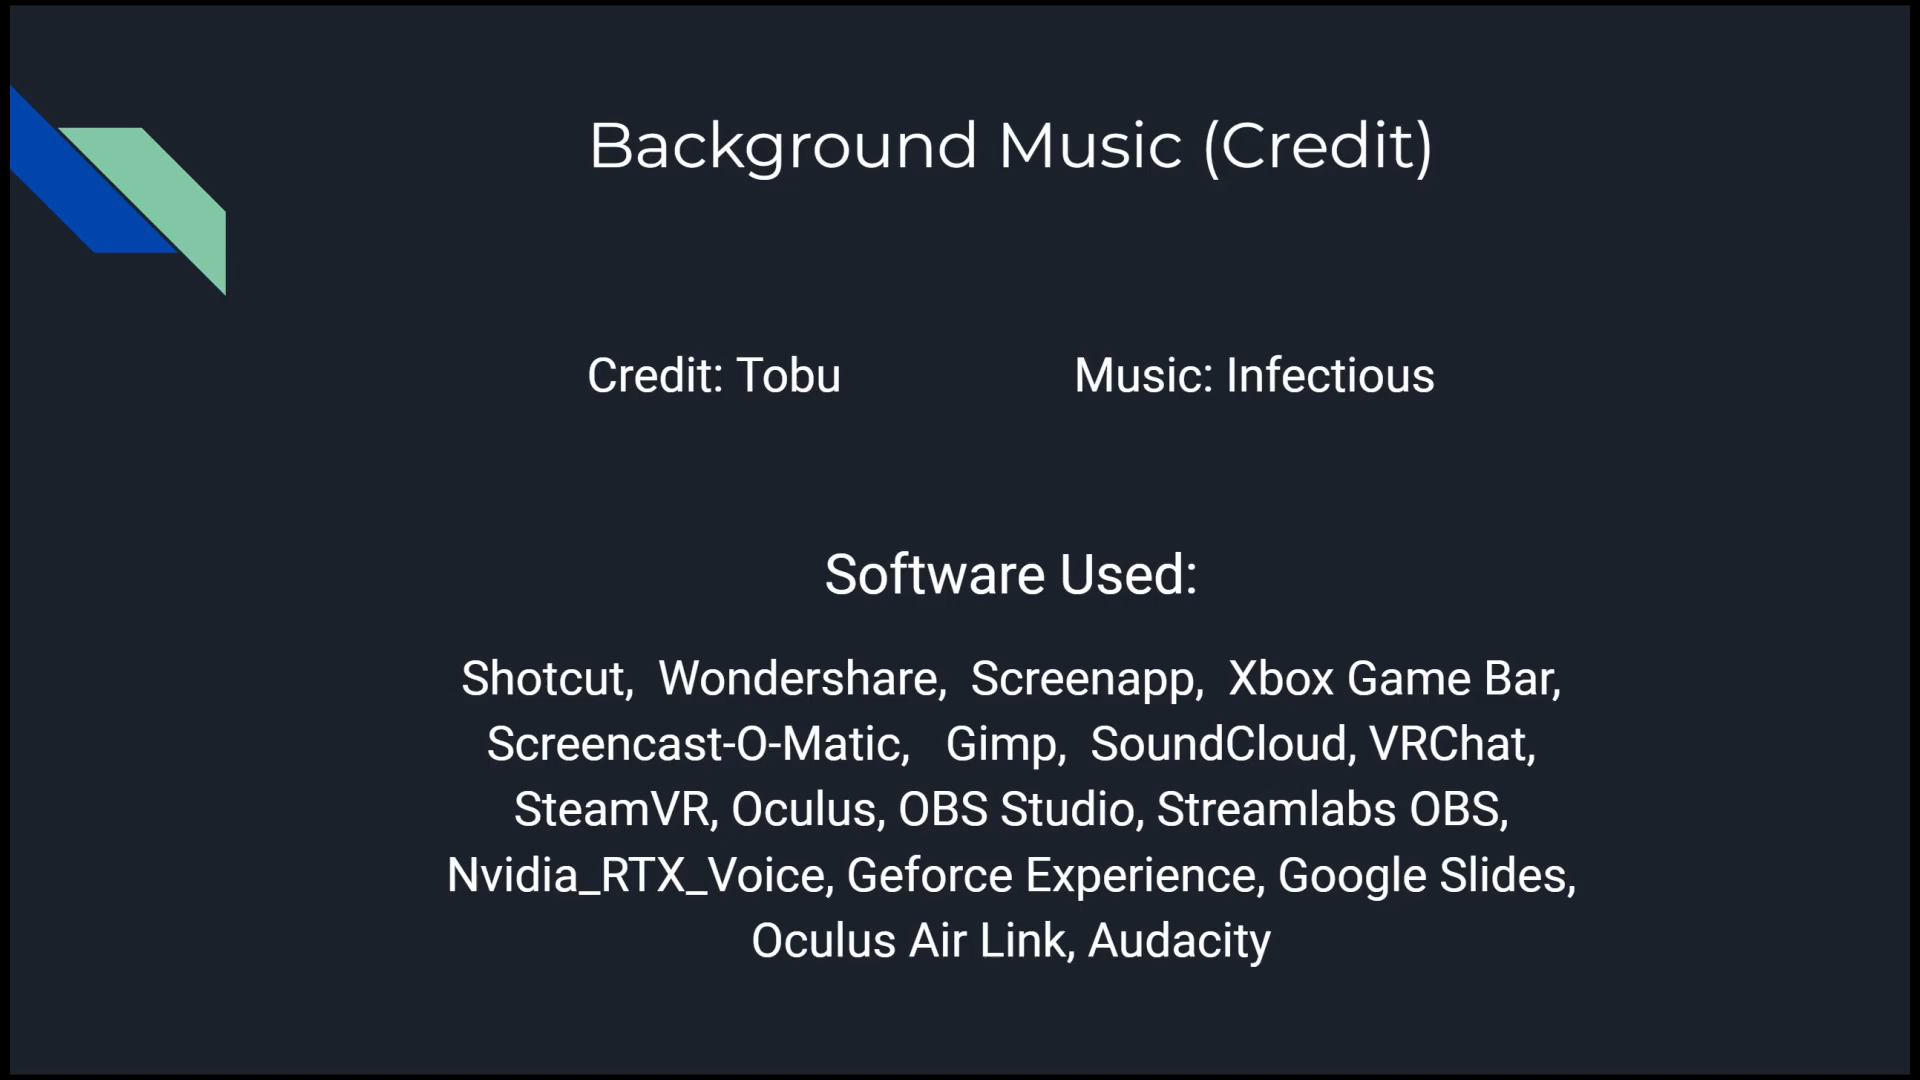 Background Music (Credit)
Credit: Tobu
Music: Infectious
Software Used:
Shotcut, Wondershare, Screenapp, Xbox Game Bar,
Screencast-O-Matic, Gimp, SoundCloud, VRChat,
SteamVR, Oculus, OBS Studio, Streamlabs OBS,
Nvidia_RTX_Voice, Geforce Experience, Google Slides,
Oculus Air Link, Audacity